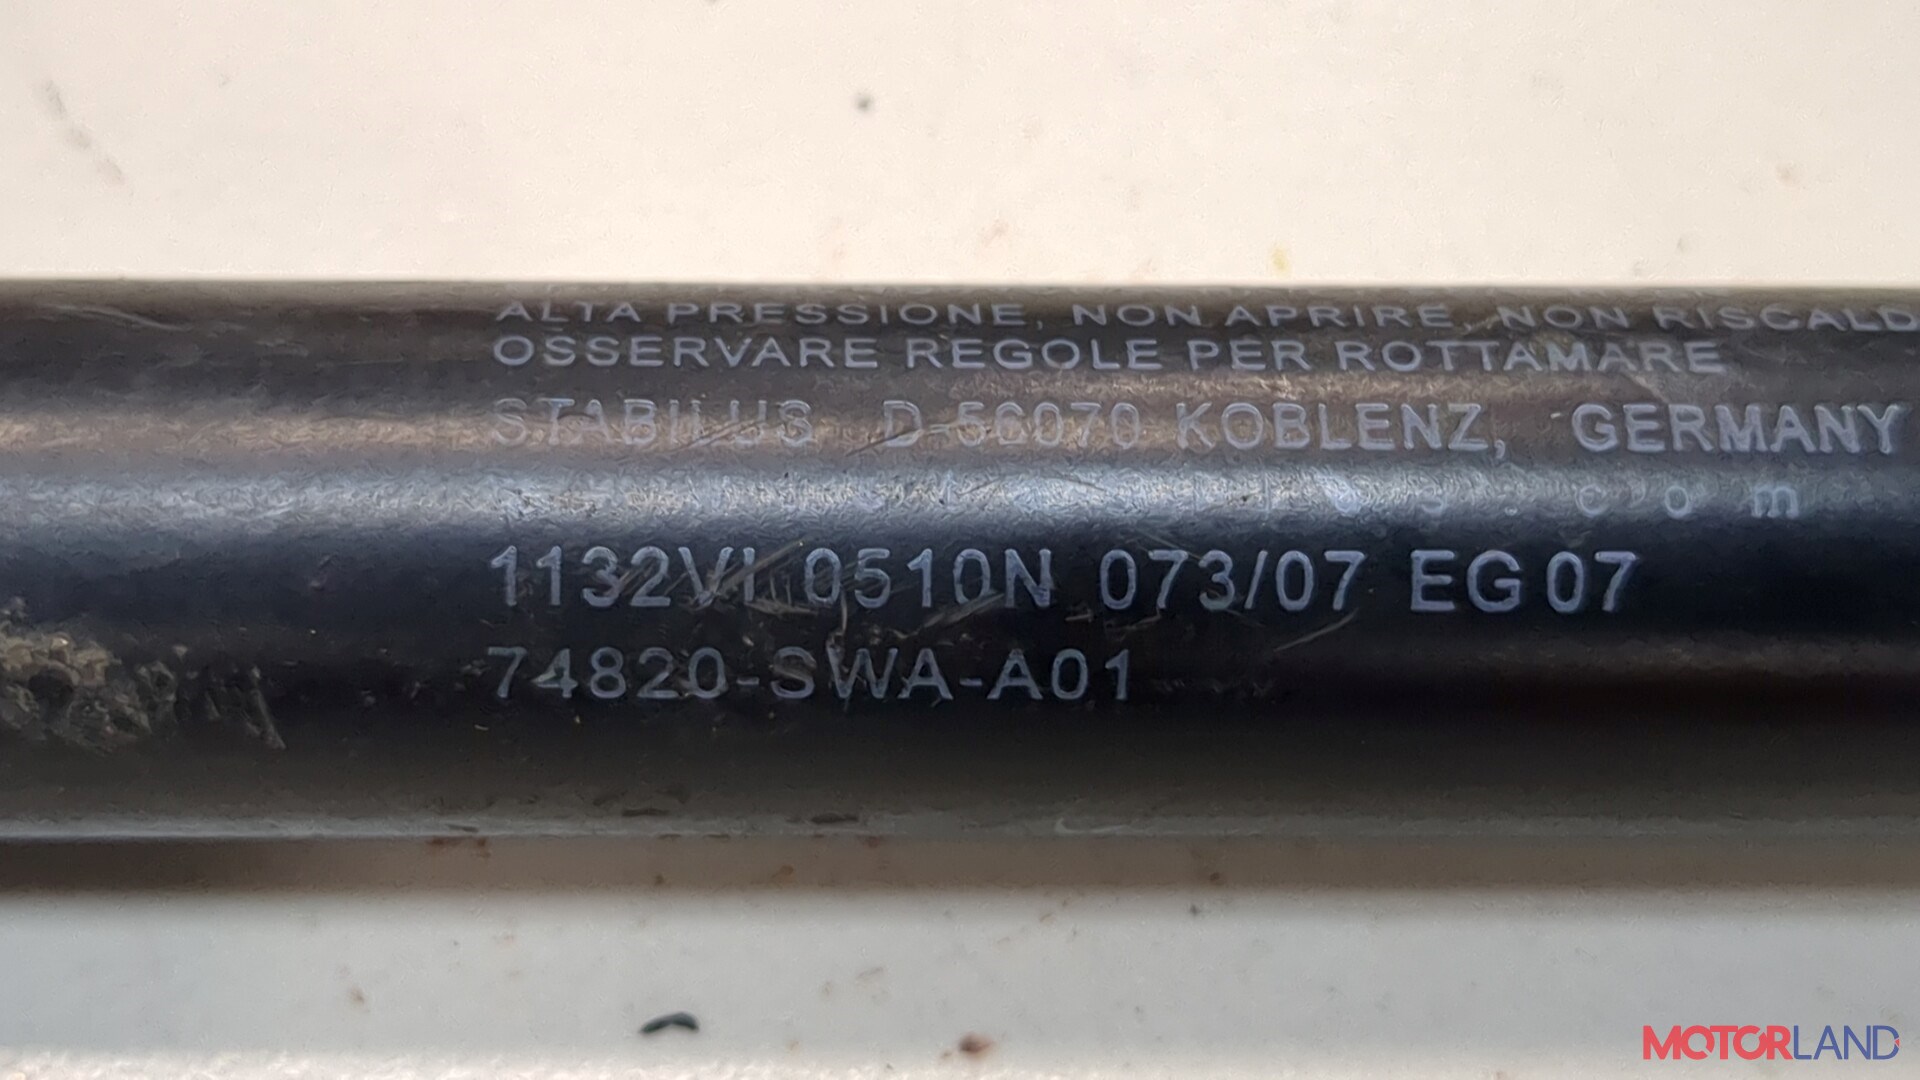 ALTA PRESSIONE, NON APRIRE, NON RISCALD
OSSERVARE REGOLE PER ROTTAMARE
STABILUS D-56070 KOBLENZ, GERMANY
1132VI 0510N 073/07 EG07
74820-SWA-A01
MOTORLAND